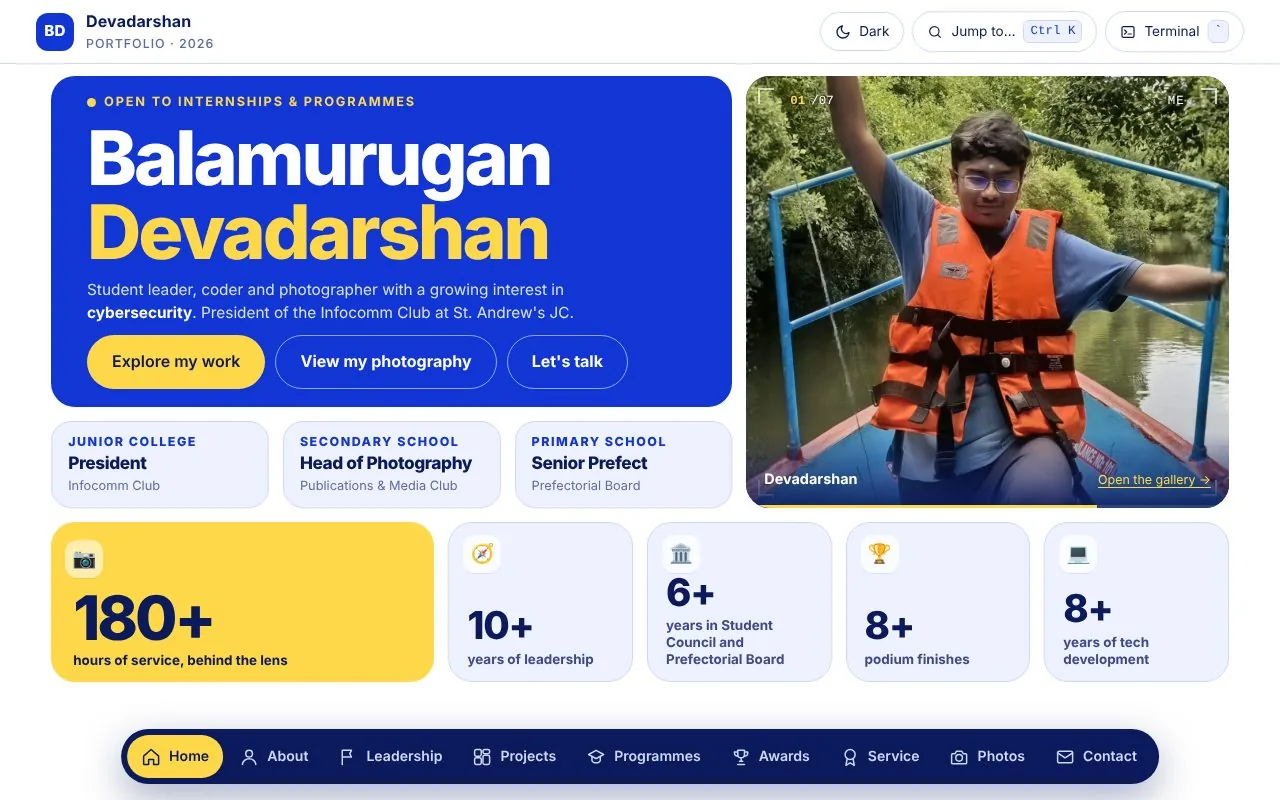 BD
Devadarshan
PORTFOLIO · 2026
Dark
Jump to... Ctrl K
Terminal `
OPEN TO INTERNSHIPS & PROGRAMMES
Balamurugan
Devadarshan
Student leader, coder and photographer with a growing interest in
cybersecurity. President of the Infocomm Club at St. Andrew's JC.
Explore my work
View my photography
Let's talk
01 /07
ME
Devadarshan
Open the gallery →
JUNIOR COLLEGE
President
Infocomm Club
SECONDARY SCHOOL
Head of Photography
Publications & Media Club
PRIMARY SCHOOL
Senior Prefect
Prefectorial Board
180+
hours of service, behind the lens
10+
years of leadership
6+
years in Student
Council and
Prefectorial Board
8+
podium finishes
8+
years of tech
development
Home
About
Leadership
Projects
Programmes
Awards
Service
Photos
Contact